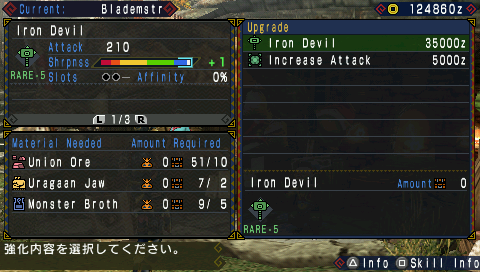 Current: Blademstr
124860z
Iron Devil
Attack 210
Shrpnss +1
RARE-5
Slots Affinity 0%
L 1/3 R
Material Needed Amount Required
Union Ore 0 51/10
Uragaan Jaw 0 7/ 2
Monster Broth 0 9/ 5
Upgrade
Iron Devil 35000z
Increase Attack 5000z
Iron Devil Amount 0
RARE-5
強化内容を選択してください。
Info Skill Info